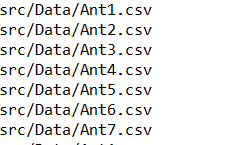 src/Data/Ant1.csv
src/Data/Ant2.csv
src/Data/Ant3.csv
src/Data/Ant4.csv
src/Data/Ant5.csv
src/Data/Ant6.csv
src/Data/Ant7.csv